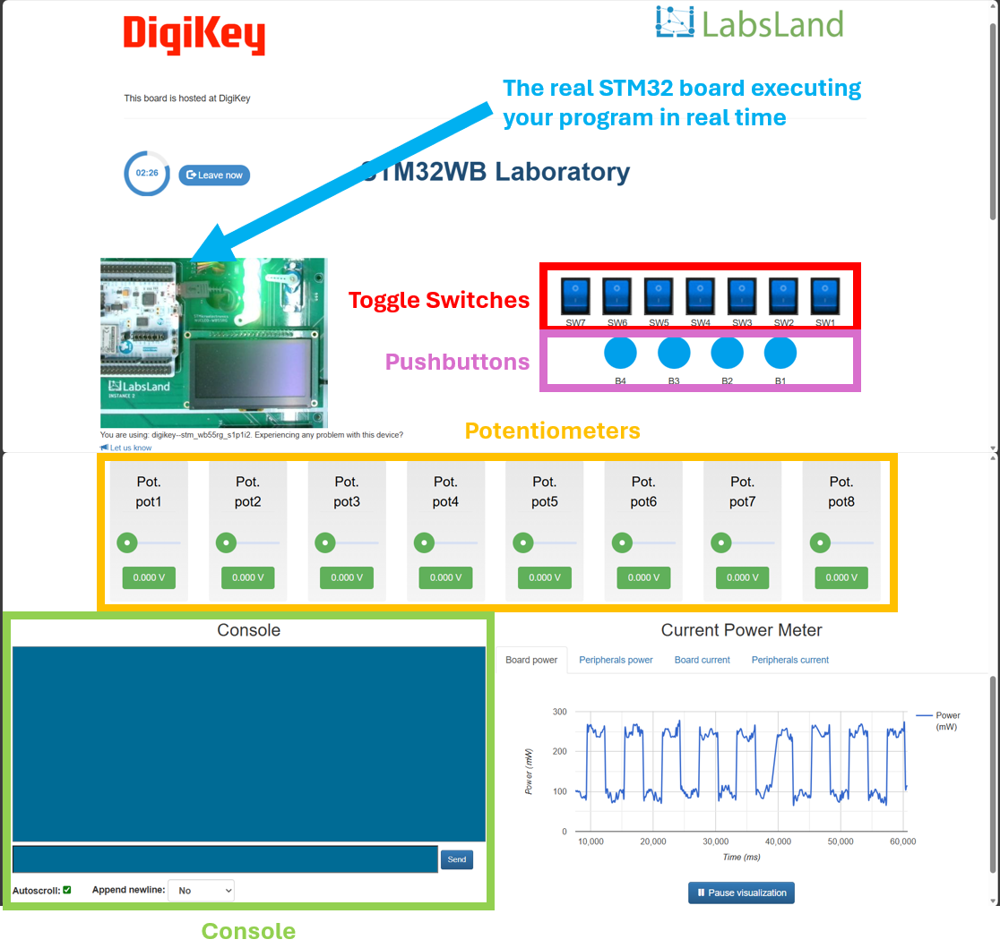 DigiKey
LabsLand
This board is hosted at DigiKey
The real STM32 board executing
your program in real time
02:26
Leave now
STM32WB Laboratory
Toggle Switches
SW7 SW6 SW5 SW4 SW3 SW2 SW1
Pushbuttons
B4 B3 B2 B1
LabsLand
INSTANCE 2
You are using: digikey--stm_wb55rg_s1p1i2. Experiencing any problem with this device?
Let us know
Potentiometers
Pot. Pot. Pot. Pot. Pot. Pot. Pot. Pot.
pot1 pot2 pot3 pot4 pot5 pot6 pot7 pot8
0.000 V 0.000 V 0.000 V 0.000 V 0.000 V 0.000 V 0.000 V 0.000 V
Console
Send
Autoscroll:
Append newline: No
Console
Current Power Meter
Board power Peripherals power Board current Peripherals current
300
200
100
0
Power (mW)
Power
(mW)
10,000 20,000 30,000 40,000 50,000 60,000
Time (ms)
Pause visualization